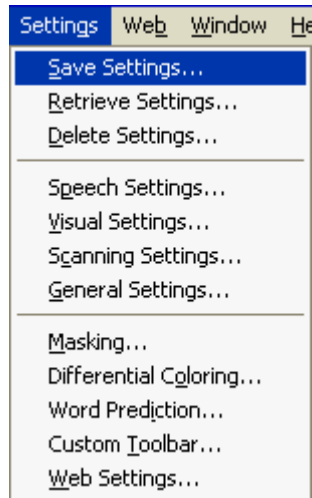 Settings Web Window He
Save Settings...
Retrieve Settings...
Delete Settings...
Speech Settings...
Visual Settings...
Scanning Settings...
General Settings...
Masking...
Differential Coloring...
Word Prediction...
Custom Toolbar...
Web Settings...